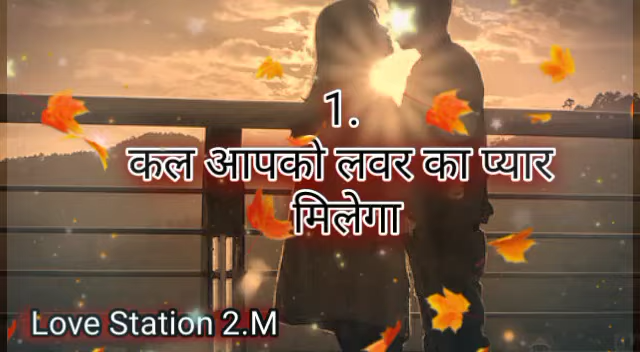 1.
कल आपको लवर का प्यार
मिलेगा
Love Station 2.M